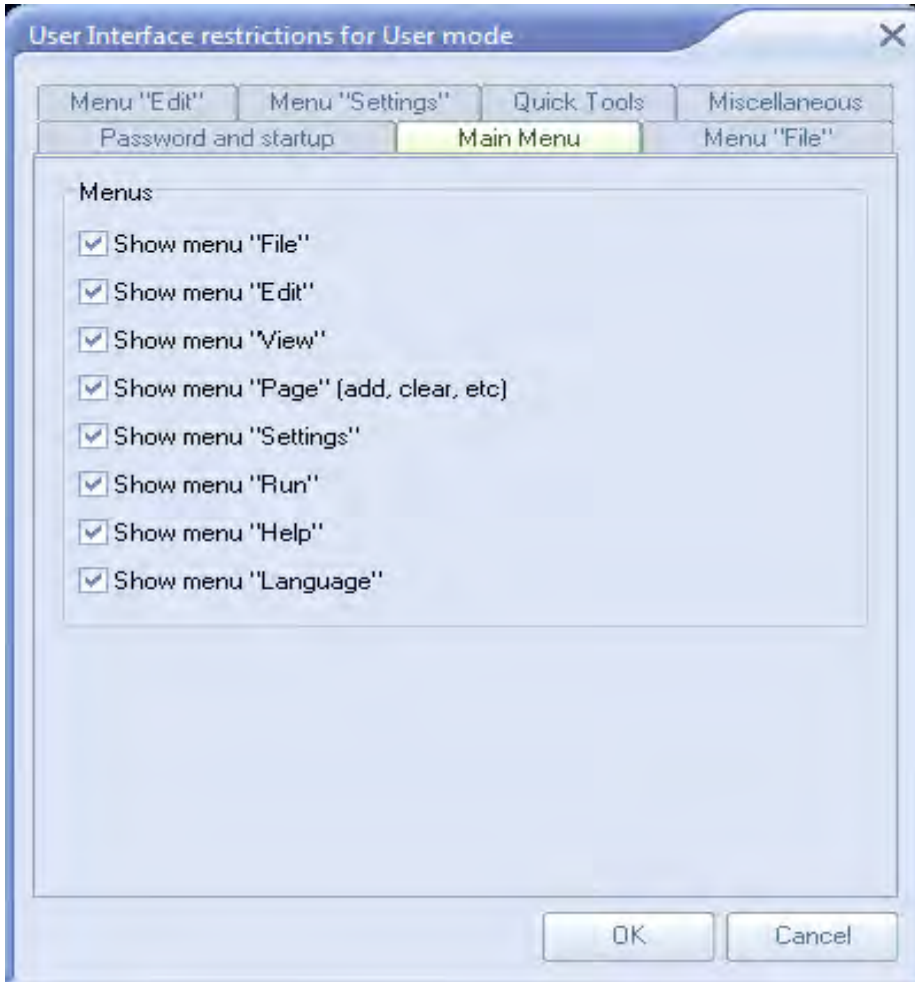 User Interface restrictions for User mode
Menu "Edit" Menu "Settings" Quick Tools Miscellaneous
Password and startup Main Menu Menu "File"
Menus
Show menu "File"
Show menu "Edit"
Show menu "View"
Show menu "Page" (add, clear, etc)
Show menu "Settings"
Show menu "Run"
Show menu "Help"
Show menu "Language"
OK Cancel